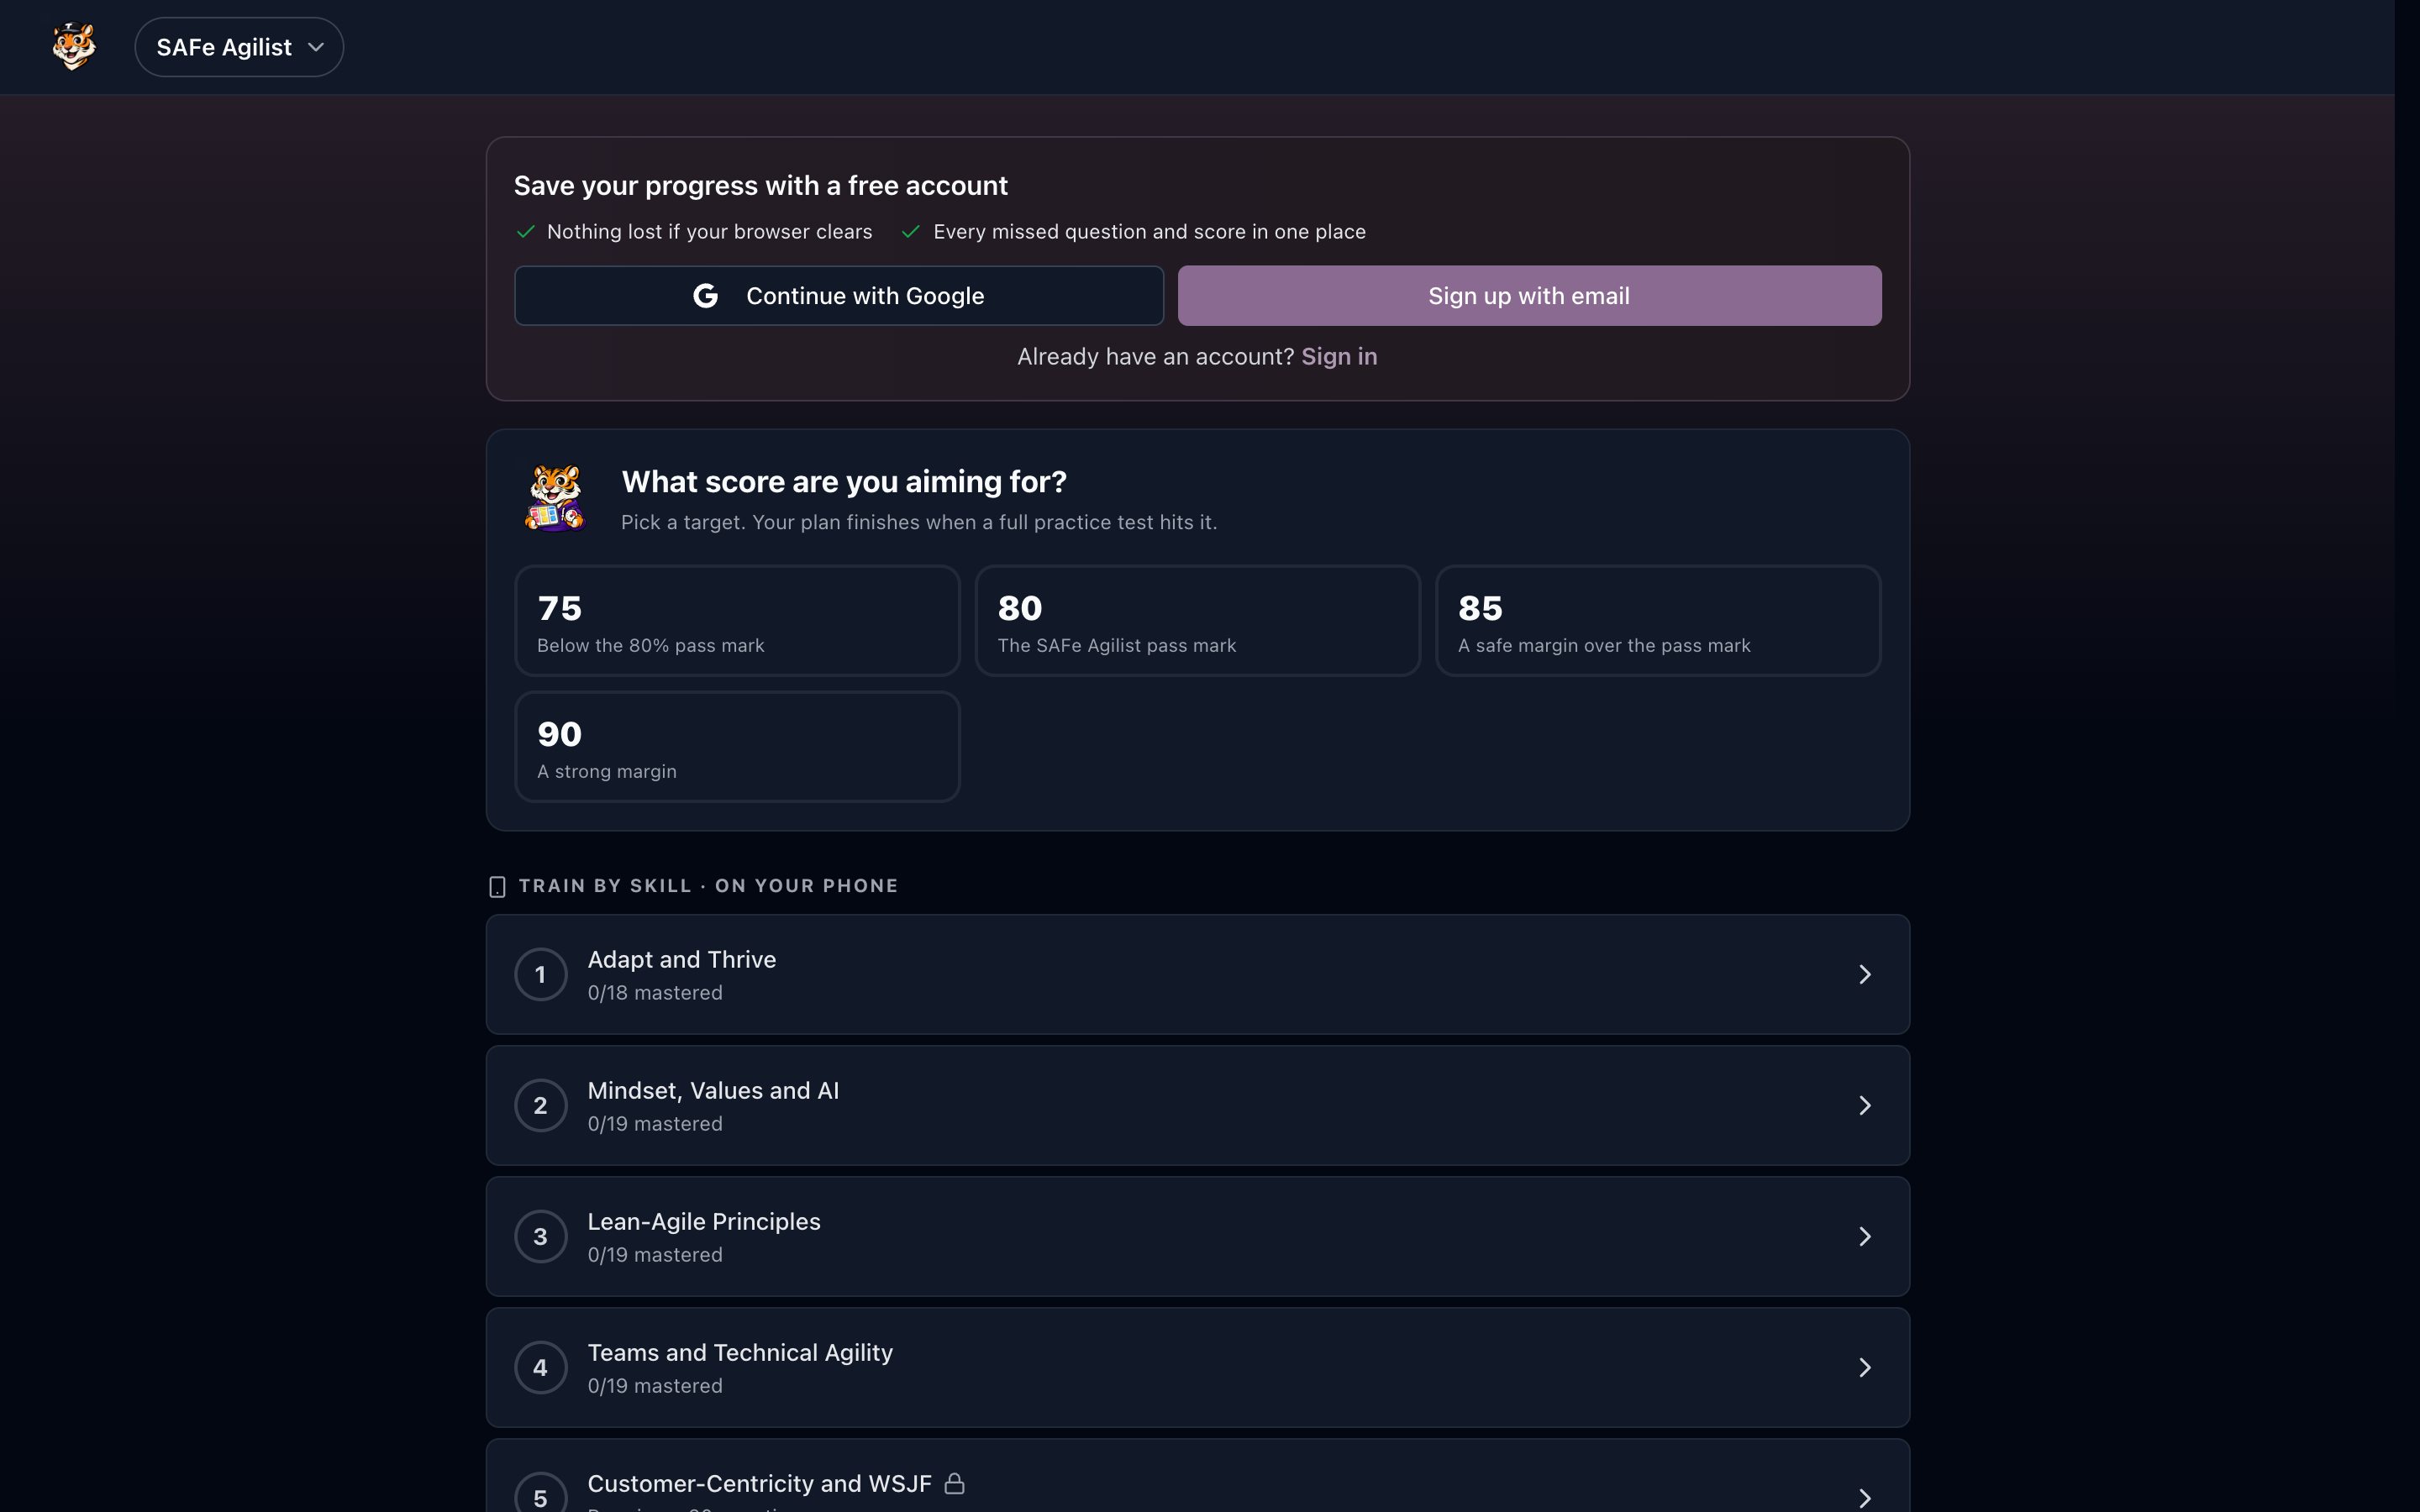 SAFe Agilist
Save your progress with a free account
Nothing lost if your browser clears
Every missed question and score in one place
Continue with Google
Sign up with email
Already have an account? Sign in
What score are you aiming for?
Pick a target. Your plan finishes when a full practice test hits it.
75
Below the 80% pass mark
80
The SAFe Agilist pass mark
85
A safe margin over the pass mark
90
A strong margin
TRAIN BY SKILL · ON YOUR PHONE
1
Adapt and Thrive
0/18 mastered
2
Mindset, Values and AI
0/19 mastered
3
Lean-Agile Principles
0/19 mastered
4
Teams and Technical Agility
0/19 mastered
5
Customer-Centricity and WSJF